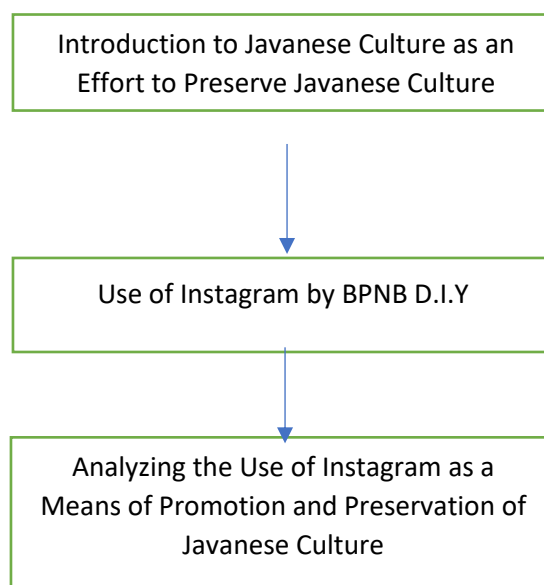 Introduction to Javanese Culture as an
Effort to Preserve Javanese Culture
Use of Instagram by BPNB D.I.Y
Analyzing the Use of Instagram as a
Means of Promotion and Preservation of
Javanese Culture